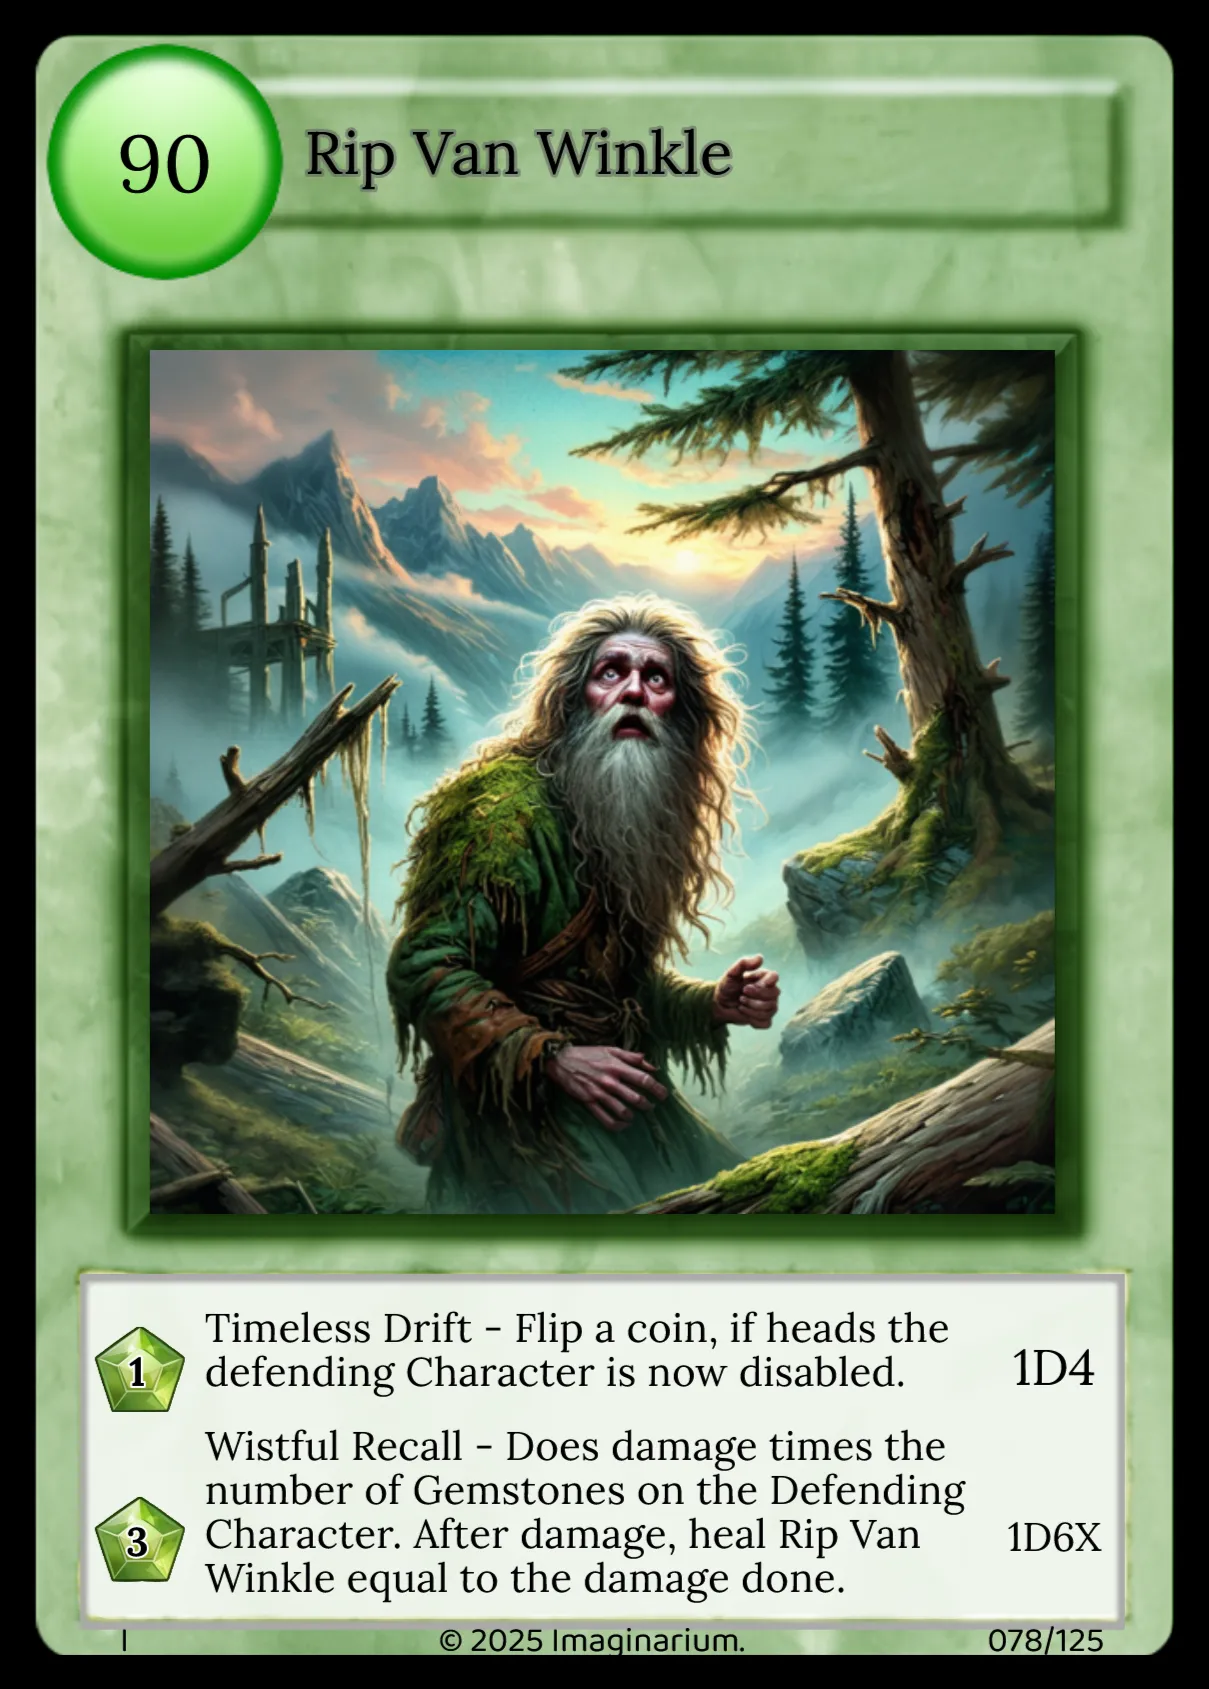 90
Rip Van Winkle
Timeless Drift - Flip a coin, if heads the
defending Character is now disabled.
1
1D4
Wistful Recall - Does damage times the
number of Gemstones on the Defending
Character. After damage, heal Rip Van
Winkle equal to the damage done.
3
1D6X
I
© 2025 Imaginarium.
078/125